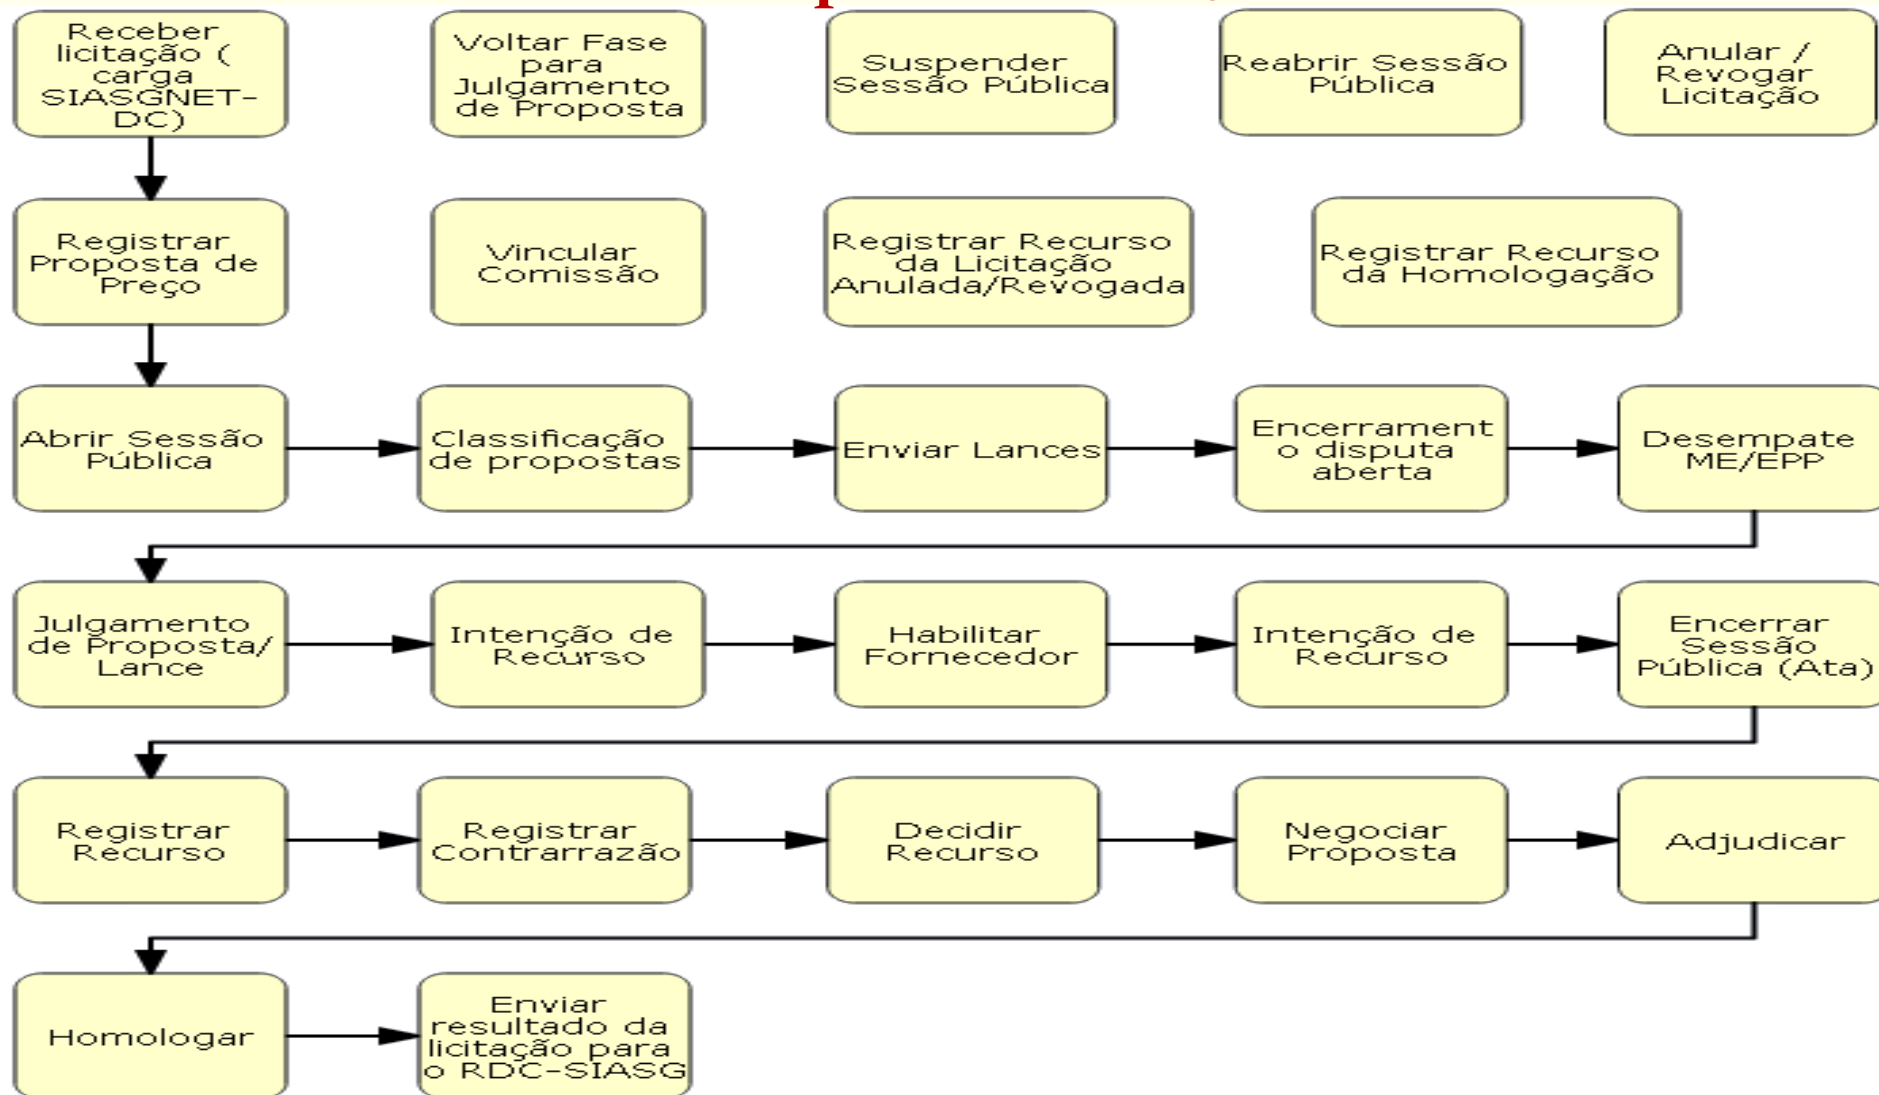 Receber
licitação (
carga
SIASGNET-
DC)
Voltar Fase
para
Julgamento
de Proposta
Suspender
Sessão Pública
Reabrir Sessão
Pública
Anular /
Revogar
Licitação
Registrar
Proposta de
Preço
Vincular
Comissão
Registrar Recurso
da Licitação
Anulada/Revogada
Registrar Recurso
da Homologação
Abrir Sessão
Pública
Classificação
de propostas
Enviar Lances
Encerrament
o disputa
aberta
Desempate
ME/EPP
Julgamento
de Proposta/
Lance
Intenção de
Recurso
Habilitar
Fornecedor
Intenção de
Recurso
Encerrar
Sessão
Pública (Ata)
Registrar
Recurso
Registrar
Contrarrazão
Decidir
Recurso
Negociar
Proposta
Adjudicar
Homologar
Enviar
resultado da
licitação para
o RDC-SIASG